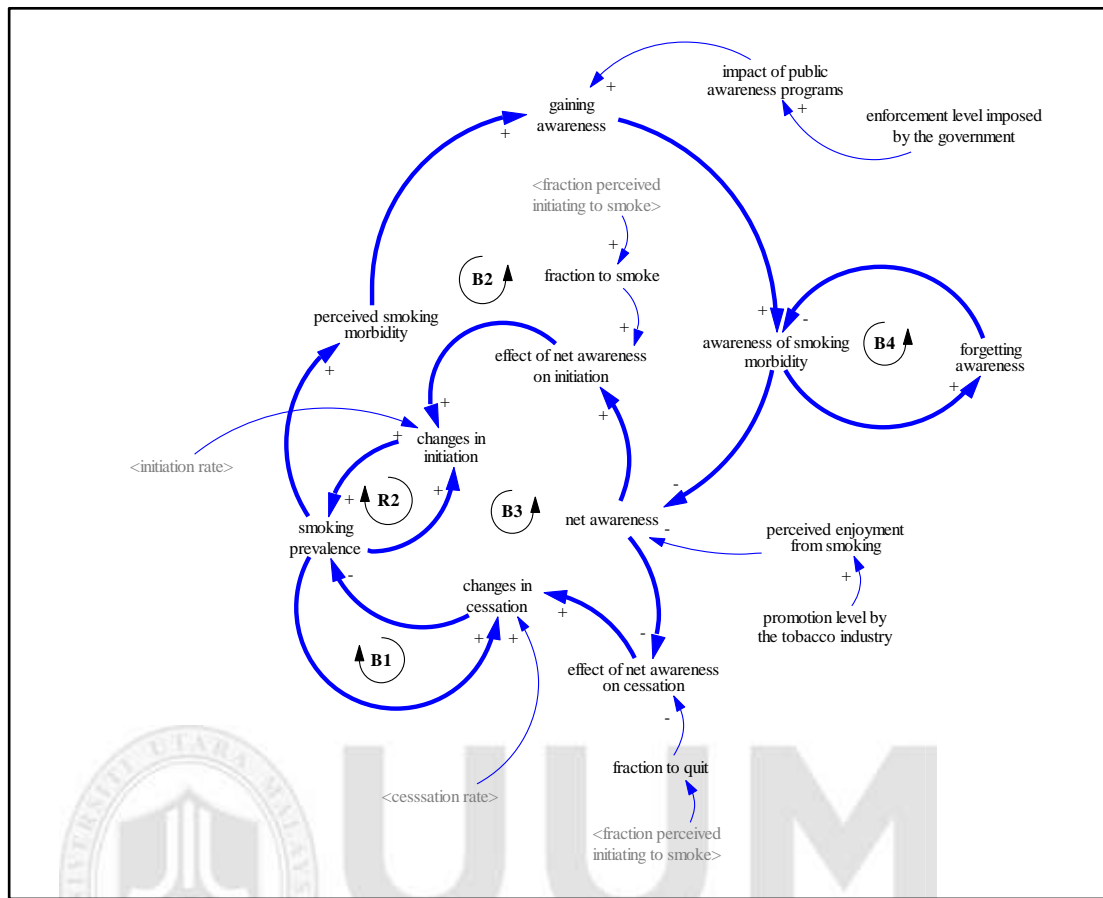 impact of public
awareness programs
+
+
gaining
awareness
+
enforcement level imposed
by the government
<fraction perceived
initiating to smoke>
+
fraction to smoke
+
B2
perceived smoking
morbidity
+
effect of net awareness
on initiation
+
+
-
awareness of smoking
morbidity
B4
forgetting
awareness
+
+
+
changes in
initiation
+
<initiation rate>
+
R2
B3
-
net awareness
-
smoking
prevalence
-
perceived enjoyment
from smoking
+
promotion level by
the tobacco industry
changes in
cessation
+
+
+
B1
-
effect of net awareness
on cessation
-
fraction to quit
<cesssation rate>
<fraction perceived
initiating to smoke>
UUM
UNIVERSITI UTARA MALAYS